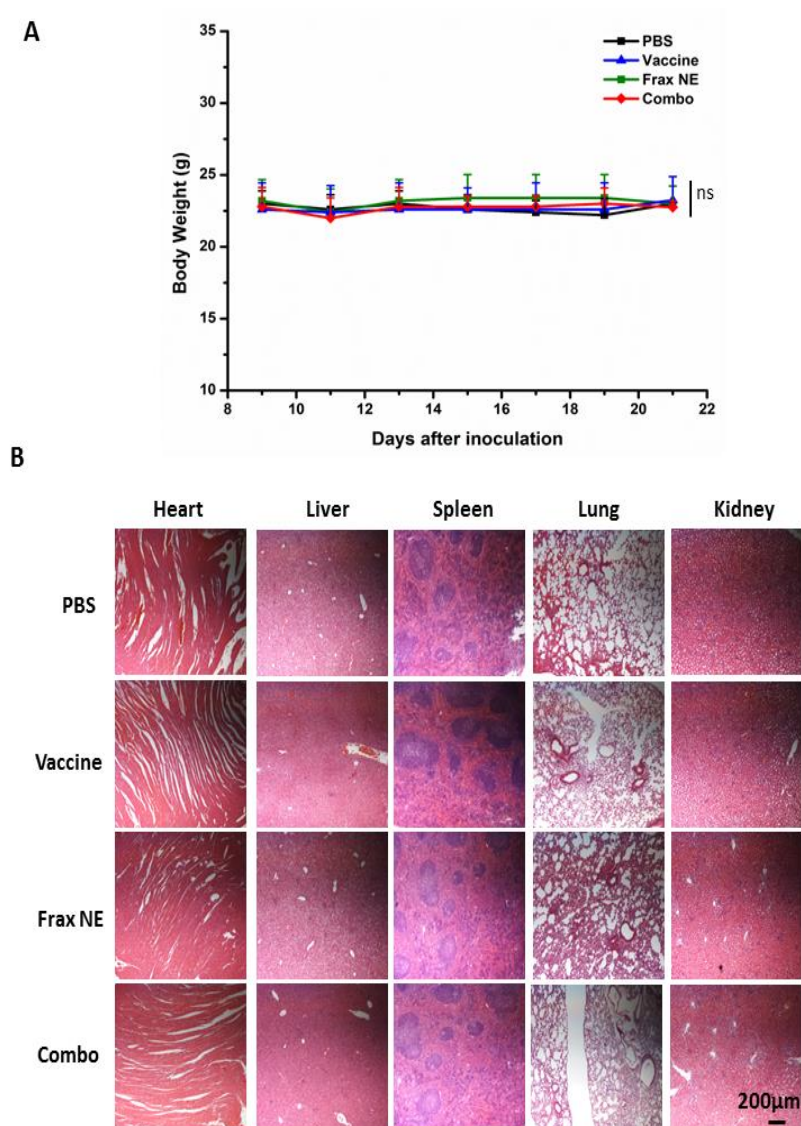 A
35
30
25
20
15
10
Body Weight (g)
PBS
Vaccine
Frax NE
Combo
ns
8 10 12 14 16 18 20 22
Days after inoculation
B
Heart Liver Spleen Lung Kidney
PBS
Vaccine
Frax NE
Combo
200μm